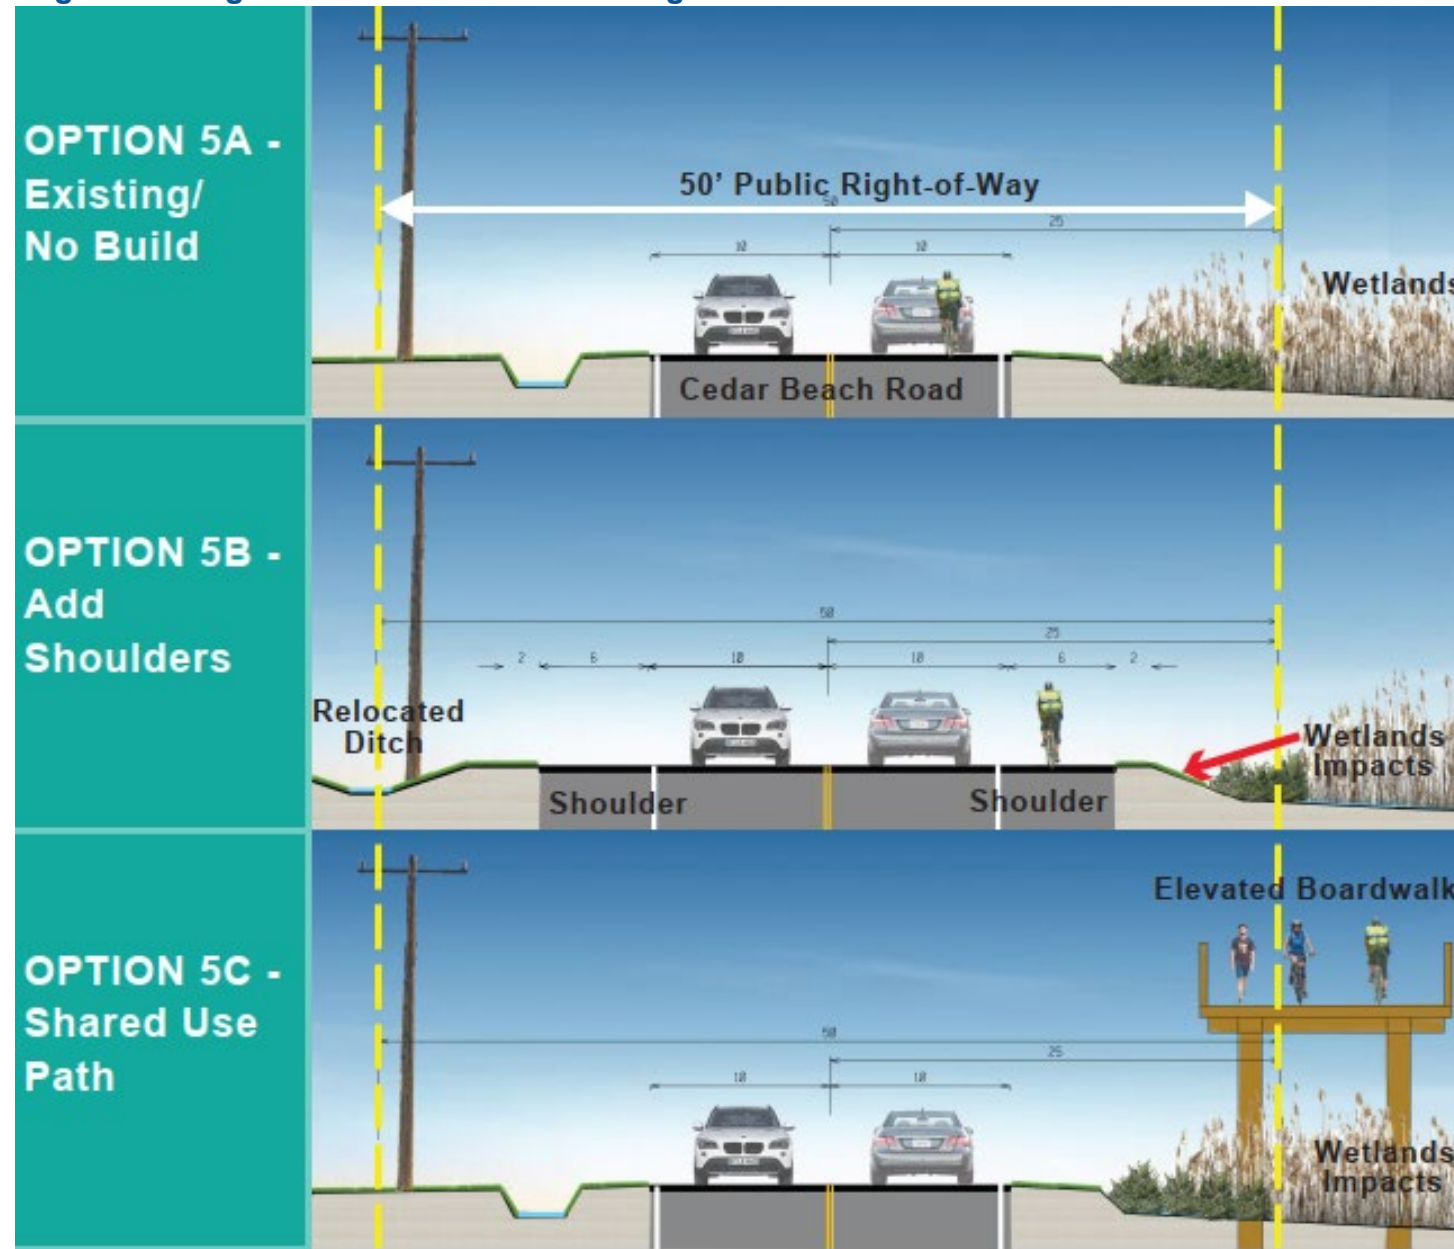 OPTION 5A -
Existing/
No Build
50' Public Right-of-Way
50
25
10 10
Wetlands
Cedar Beach Road
OPTION 5B -
Add
Shoulders
50
25
2 6 10 10 6 2
Relocated
Ditch
Wetlands
Impacts
Shoulder Shoulder
OPTION 5C -
Shared Use
Path
Elevated Boardwalk
50
25
10 10
Wetlands
Impacts